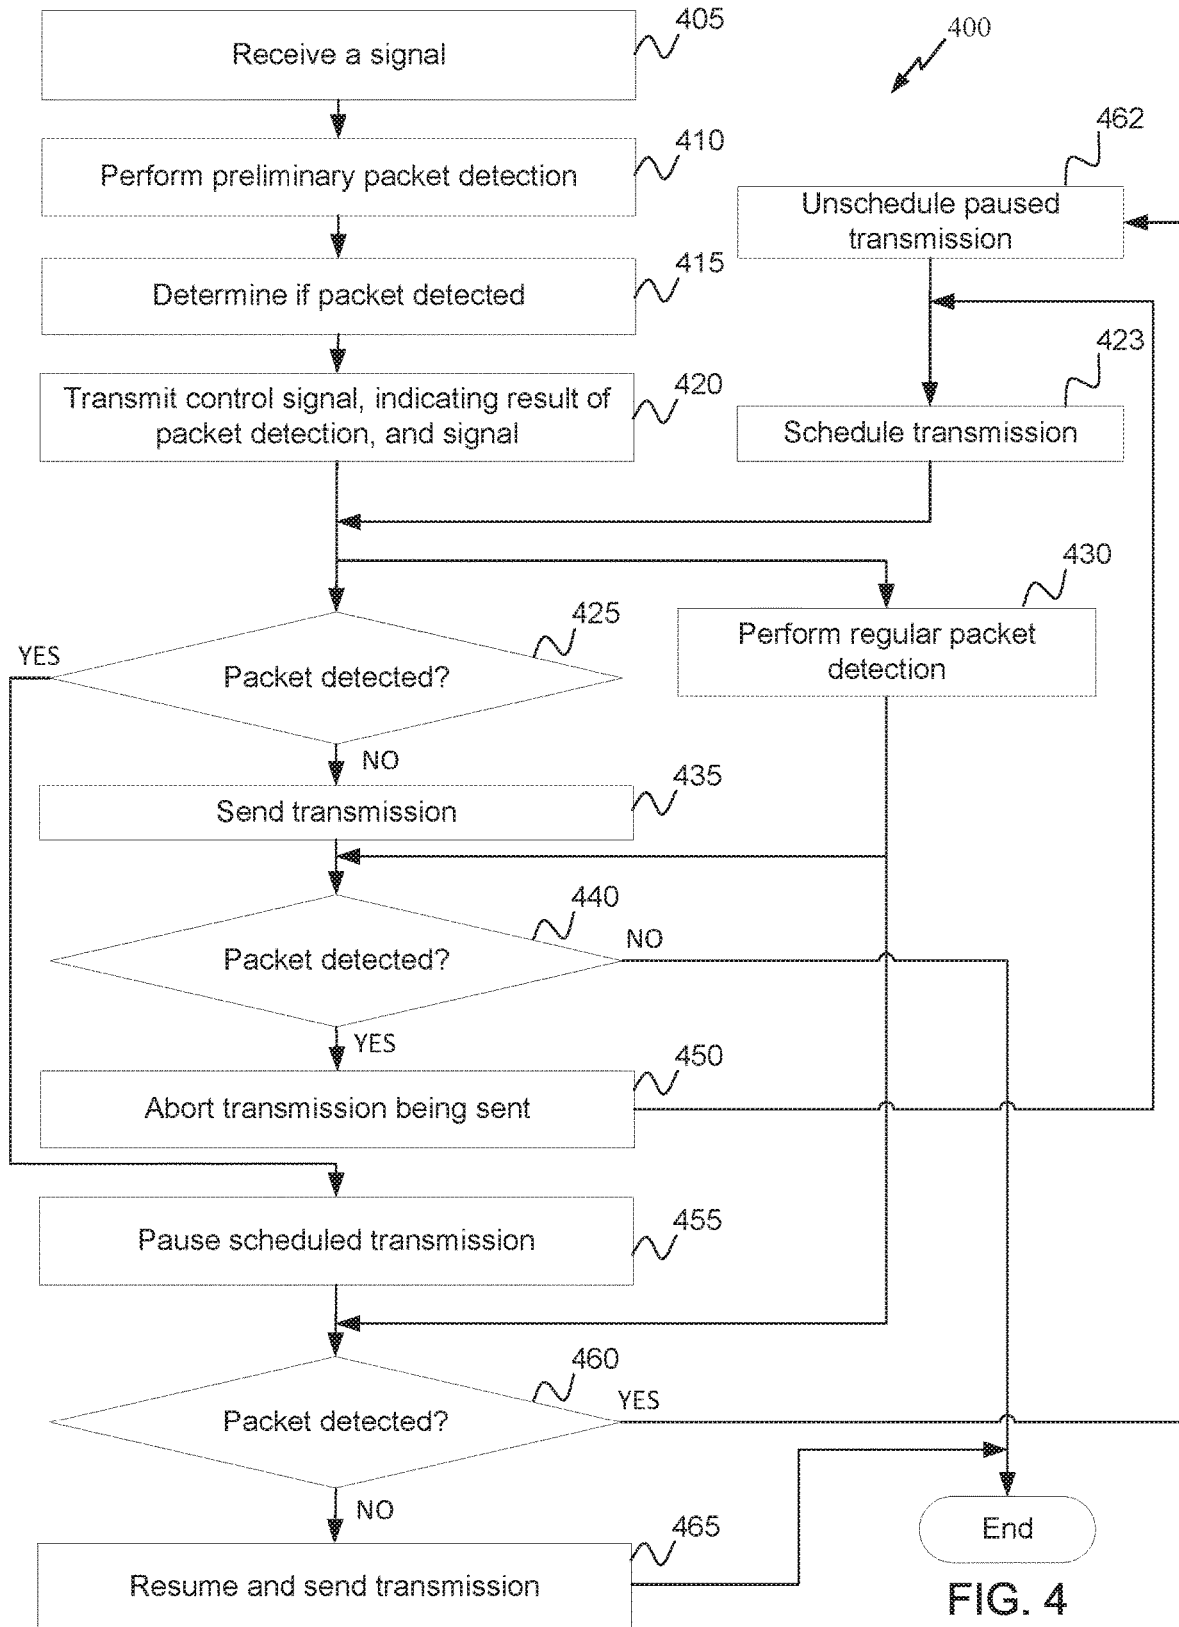 405
Receive a signal
400
462
410
Perform preliminary packet detection
Unschedule paused
transmission
415
Determine if packet detected
423
420
Transmit control signal, indicating result of
packet detection, and signal
Schedule transmission
430
425
Perform regular packet
detection
YES
Packet detected?
NO
435
Send transmission
440
NO
Packet detected?
YES
450
Abort transmission being sent
455
Pause scheduled transmission
460
YES
Packet detected?
NO
465
End
Resume and send transmission
FIG. 4